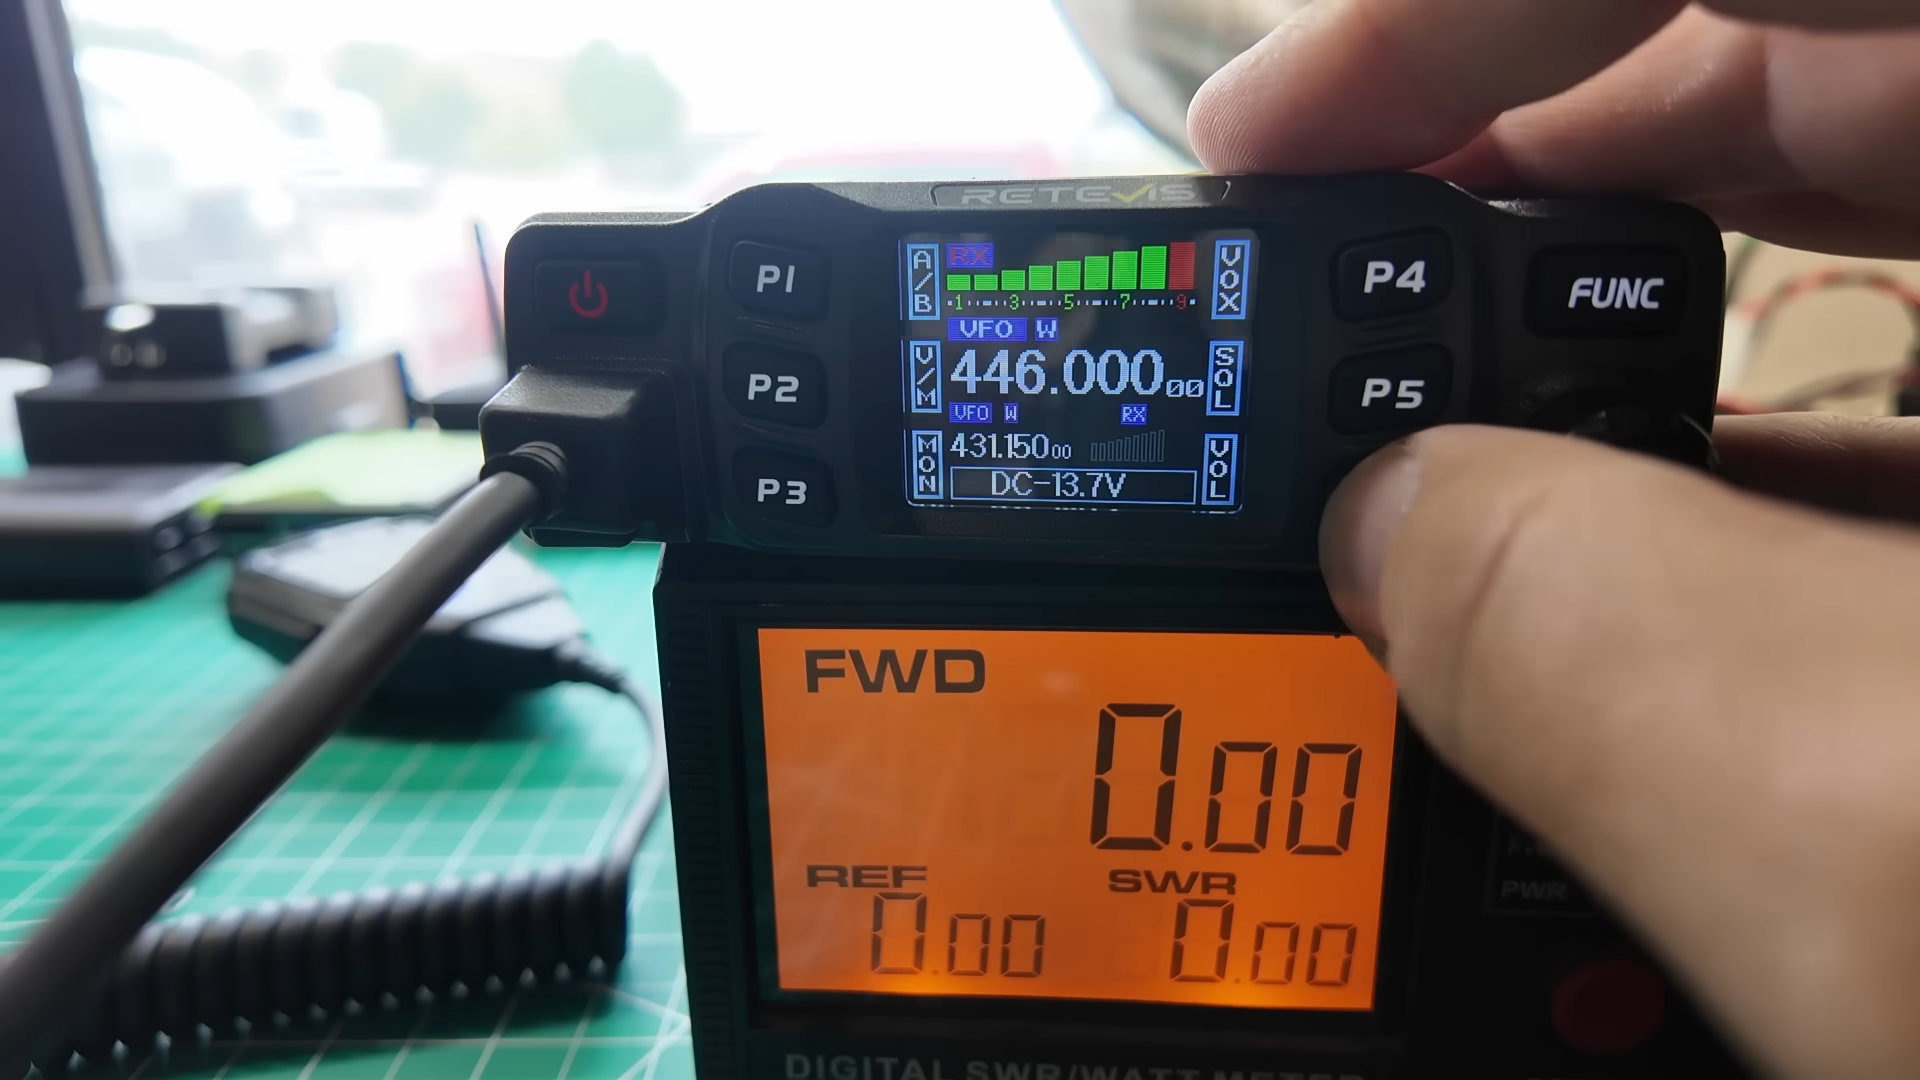 RETEVIS
P1
P2
P3
A/B
RX
1 3 5 7 9
VOX
VFO W
V/M
446.00000
SQL
VFO W RX
MON
431.15000
VOL
DC-13.7V
P4
P5
FUNC
FWD
0.00
REF
0.00
SWR
0.00
PWR
DIGITAL SWR/WATT METER